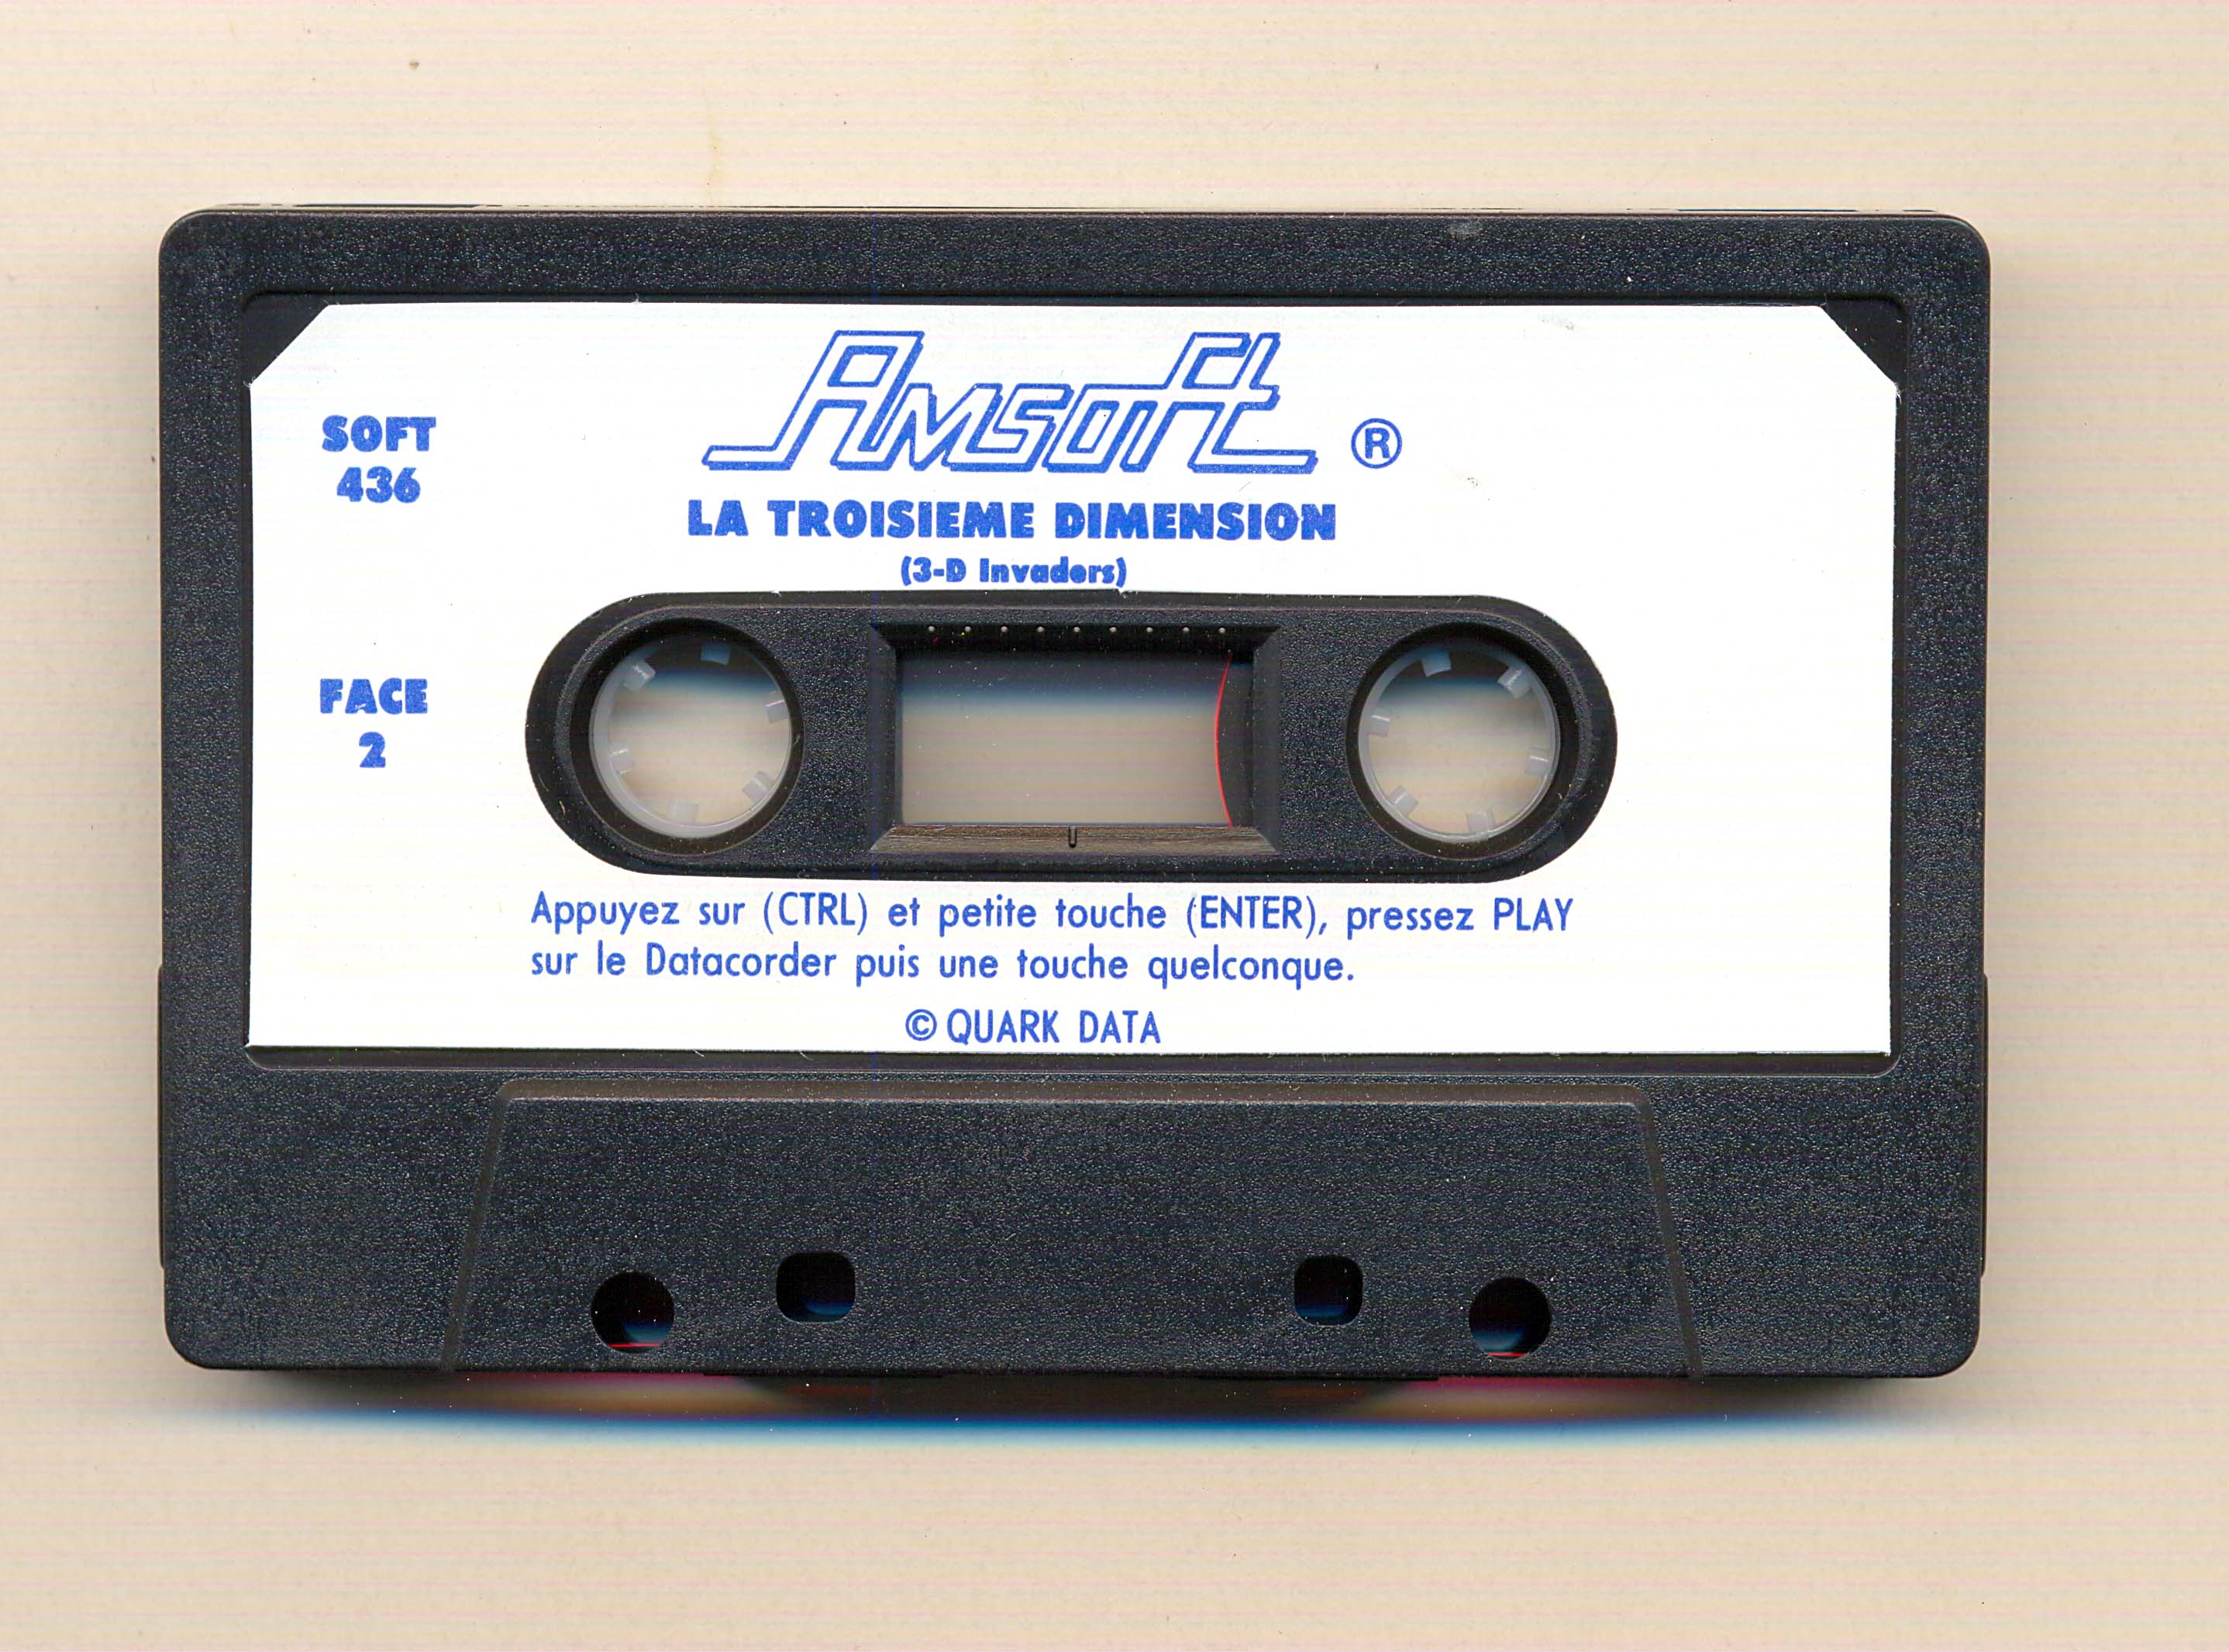 Amsoft ®
SOFT
436
LA TROISIEME DIMENSION
(3-D Invaders)
FACE
2
Appuyez sur (CTRL) et petite touche (ENTER), pressez PLAY
sur le Datacorder puis une touche quelconque.
© QUARK DATA